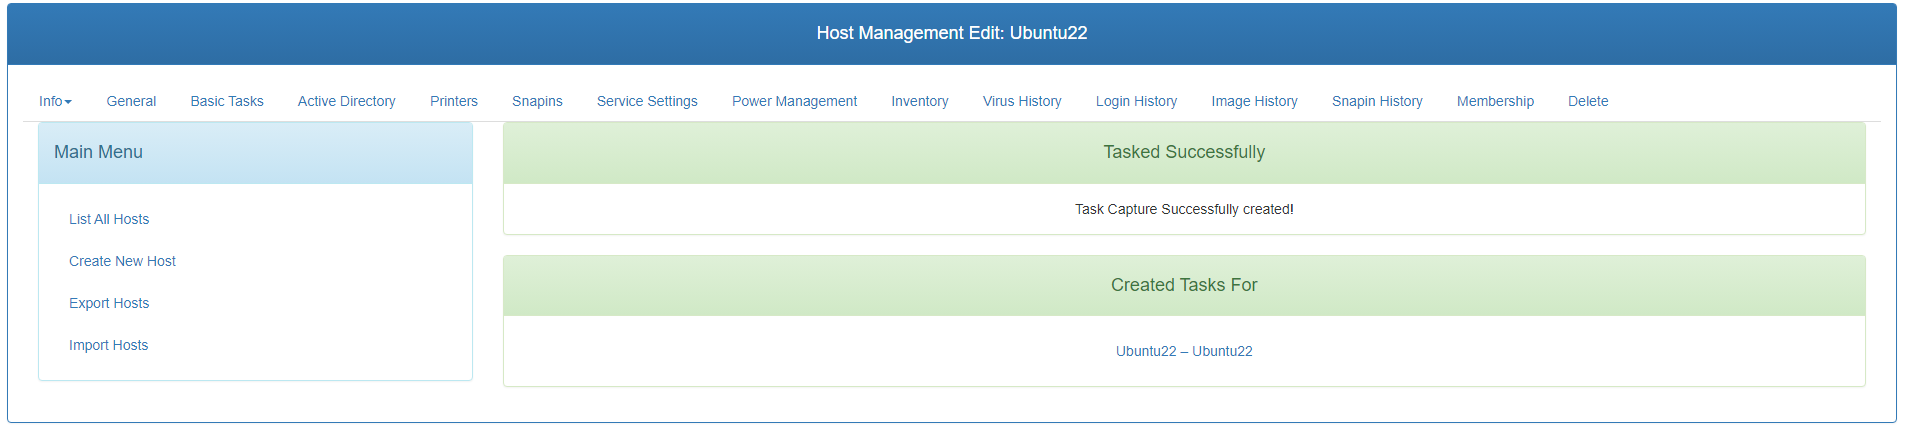 Host Management Edit: Ubuntu22
Info General Basic Tasks Active Directory Printers Snapins Service Settings Power Management Inventory Virus History Login History Image History Snapin History Membership Delete
Main Menu
List All Hosts
Create New Host
Export Hosts
Import Hosts
Tasked Successfully
Task Capture Successfully created!
Created Tasks For
Ubuntu22 – Ubuntu22